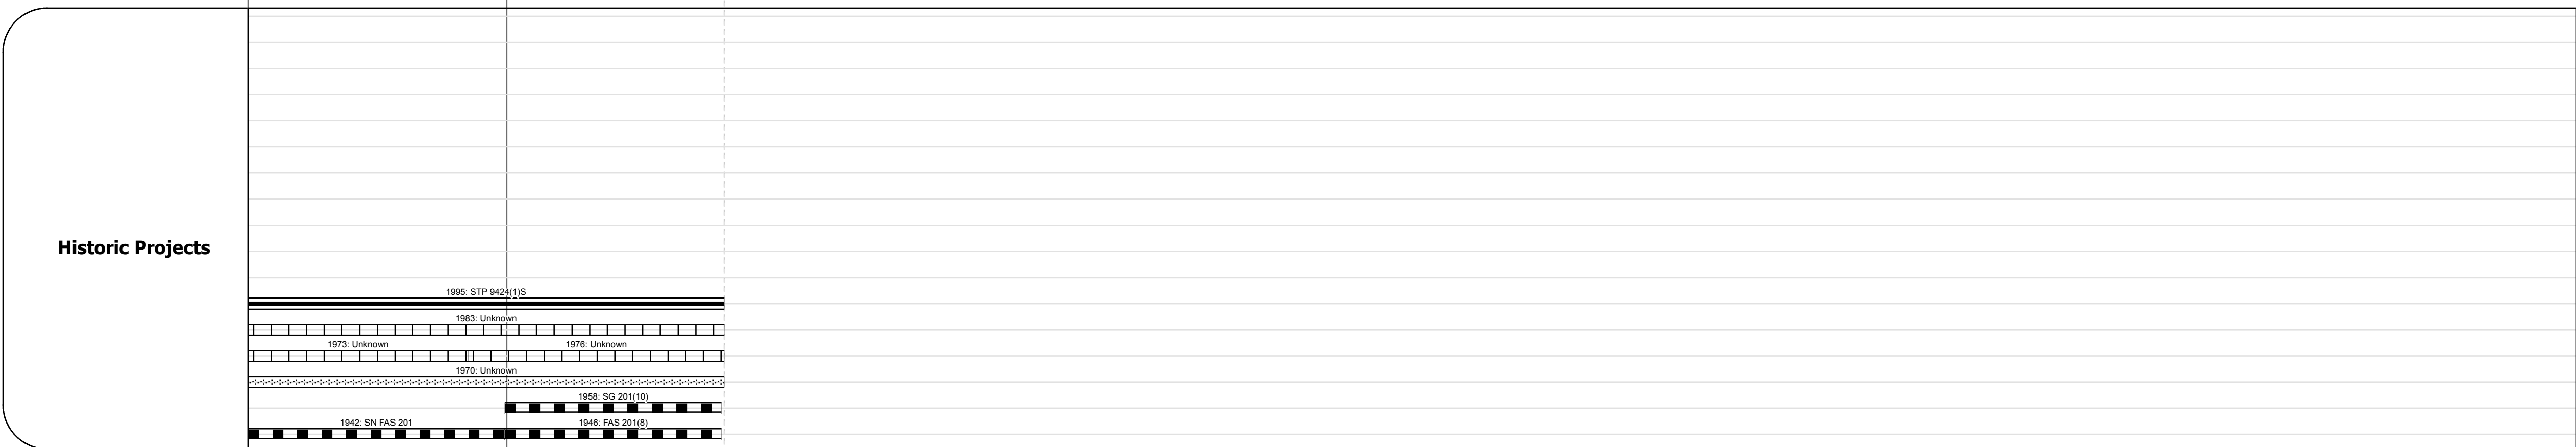 Historic Projects
1995: STP 9424(1)S
1983: Unknown
1973: Unknown 1976: Unknown
1970: Unknown
1958: SG 201(10)
1942: SN FAS 201 1946: FAS 201(8)